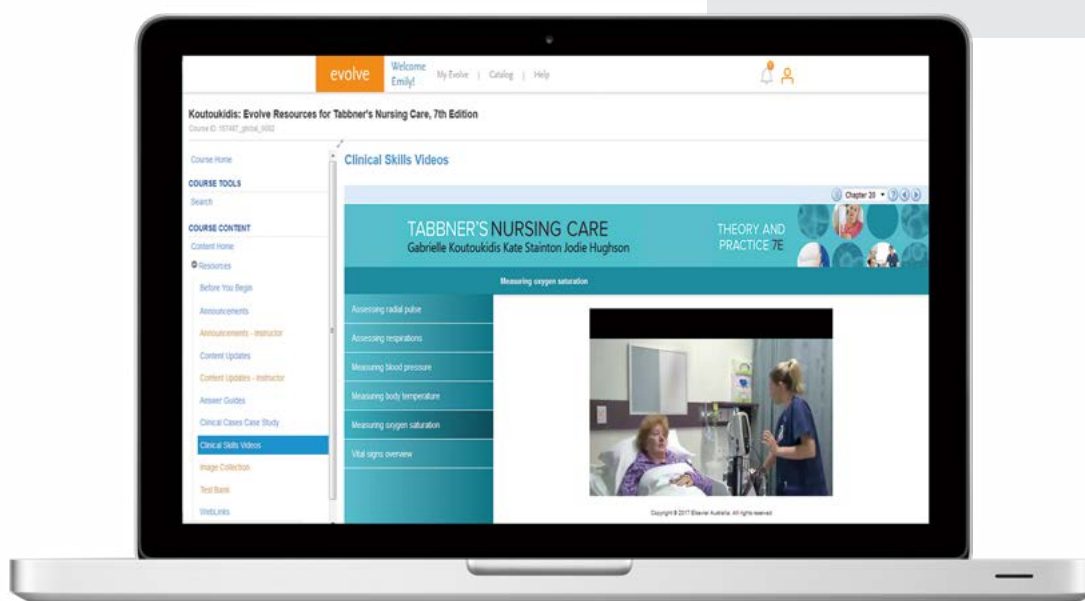 evolve
Welcome
Emily!
My Evolve | Catalog | Help
Koutoukidis: Evolve Resources for Tabbner's Nursing Care, 7th Edition
Course Home
COURSE TOOLS
Search
COURSE CONTENT
Content Home
Resources
Before You Begin
Announcements
Announcements - Instructor
Content Updates
Content Updates - Instructor
Answer Guides
Clinical Cases Case Study
Clinical Skills Videos
Image Collection
Test Bank
WebLinks
Clinical Skills Videos
Chapter 20
?
TABBNER'S NURSING CARE
Gabrielle Koutoukidis Kate Stainton Jodie Hughson
THEORY AND
PRACTICE 7E
Measuring oxygen saturation
Assessing radial pulse
Assessing respirations
Measuring blood pressure
Measuring body temperature
Measuring oxygen saturation
Vital signs overview
Copyright © 2017 Elsevier Australia. All rights reserved.